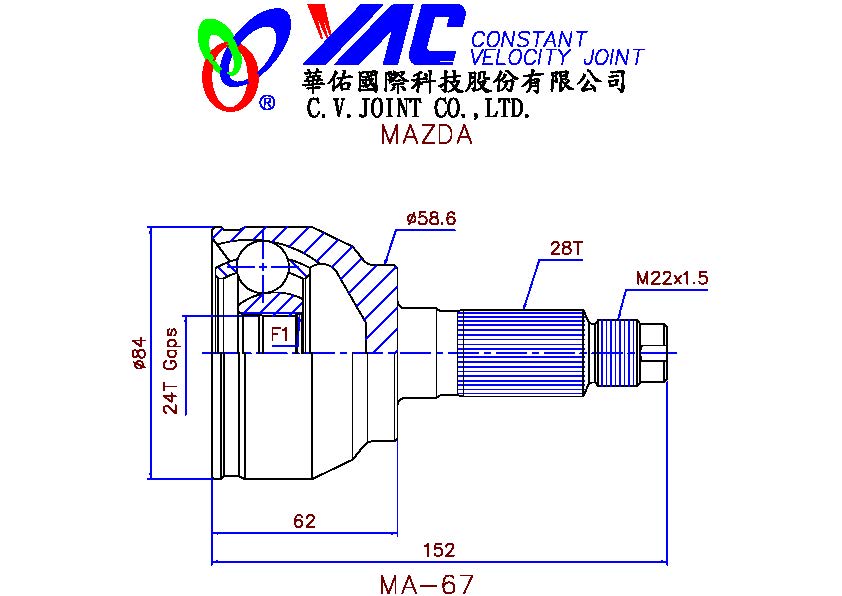 YAC CONSTANT
VELOCITY JOINT
®
華佑國際科技股份有限公司
C.V.JOINT CO.,LTD.
MAZDA
ø58.6
28T
M22x1.5
F1
ø84
24T Gaps
62
152
MA-67